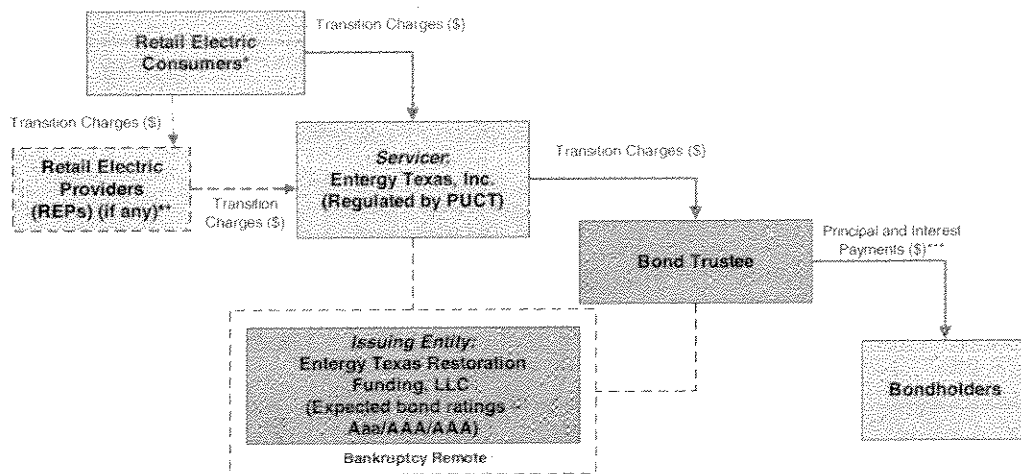 Transition Charges ($)
Retail Electric
Consumers*
Transition Charges ($)
Retail Electric
Providers
(REPs) (if any)**
Transition
Charges ($)
Servicer:
Entergy Texas, Inc.
(Regulated by PUCT)
Transition Charges ($)
Bond Trustee
Principal and Interest
Payments ($)***
Issuing Entity:
Entergy Texas Restoration
Funding, LLC
(Expected bond ratings –
Aaa/AAA/AAA)
Bankruptcy Remote
Bondholders